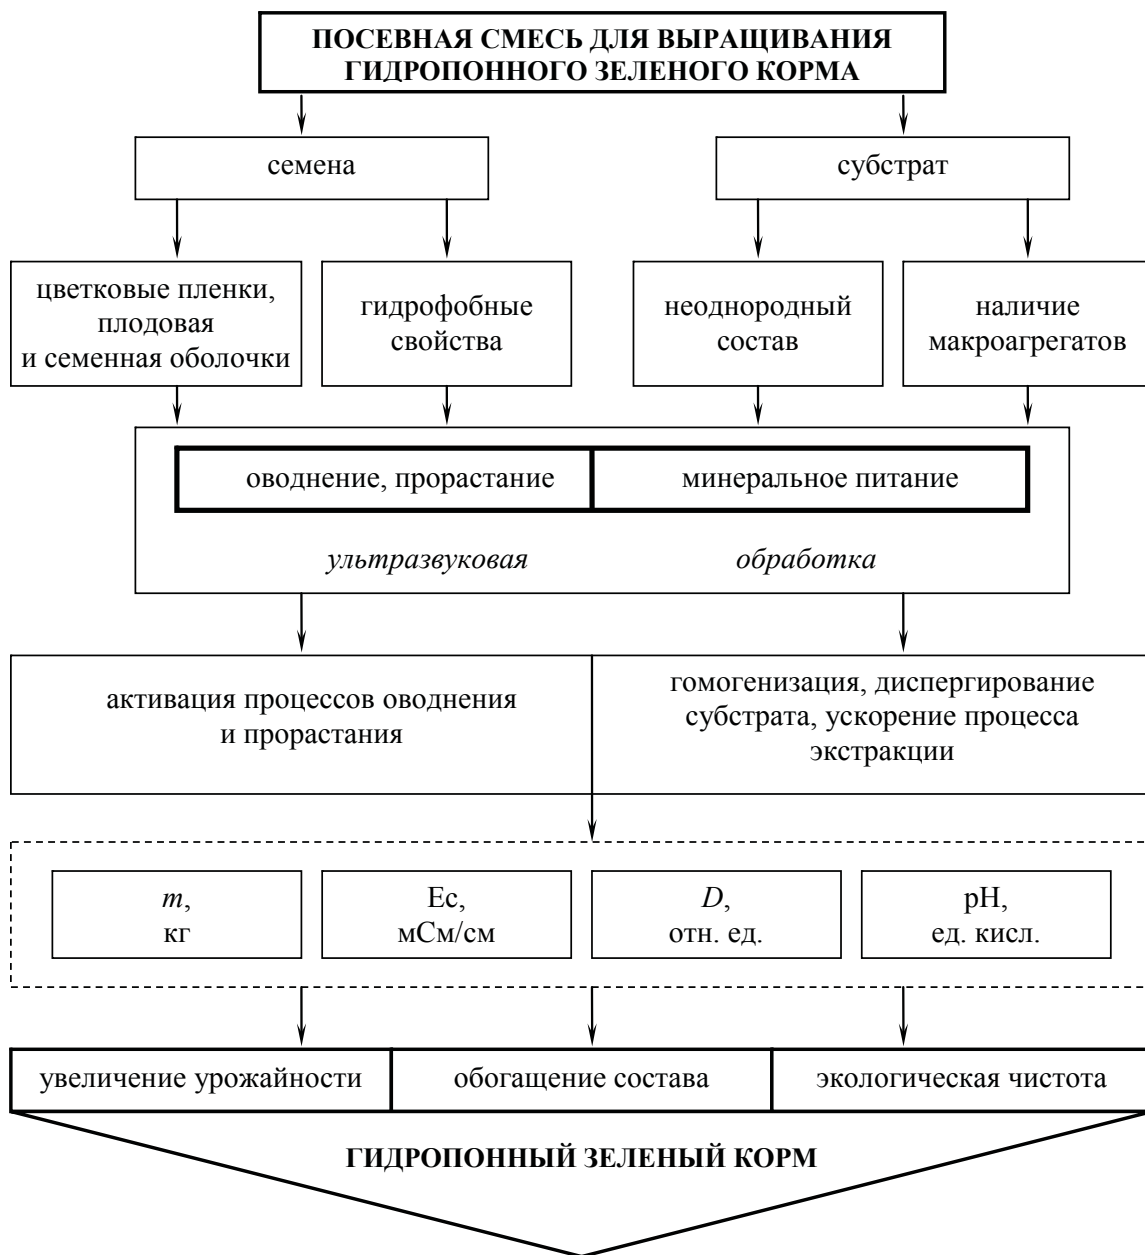 ПОСЕВНАЯ СМЕСЬ ДЛЯ ВЫРАЩИВАНИЯ
ГИДРОПОННОГО ЗЕЛЕНОГО КОРМА
семена
субстрат
цветковые пленки,
плодовая
и семенная оболочки
гидрофобные
свойства
неоднородный
состав
наличие
макроагрегатов
оводнение, прорастание
минеральное питание
ультразвуковая
обработка
активация процессов оводнения
и прорастания
гомогенизация, диспергирование
субстрата, ускорение процесса
экстракции
m,
кг
Ес,
мСм/см
D,
отн. ед.
рН,
ед. кисл.
увеличение урожайности
обогащение состава
экологическая чистота
ГИДРОПОННЫЙ ЗЕЛЕНЫЙ КОРМ